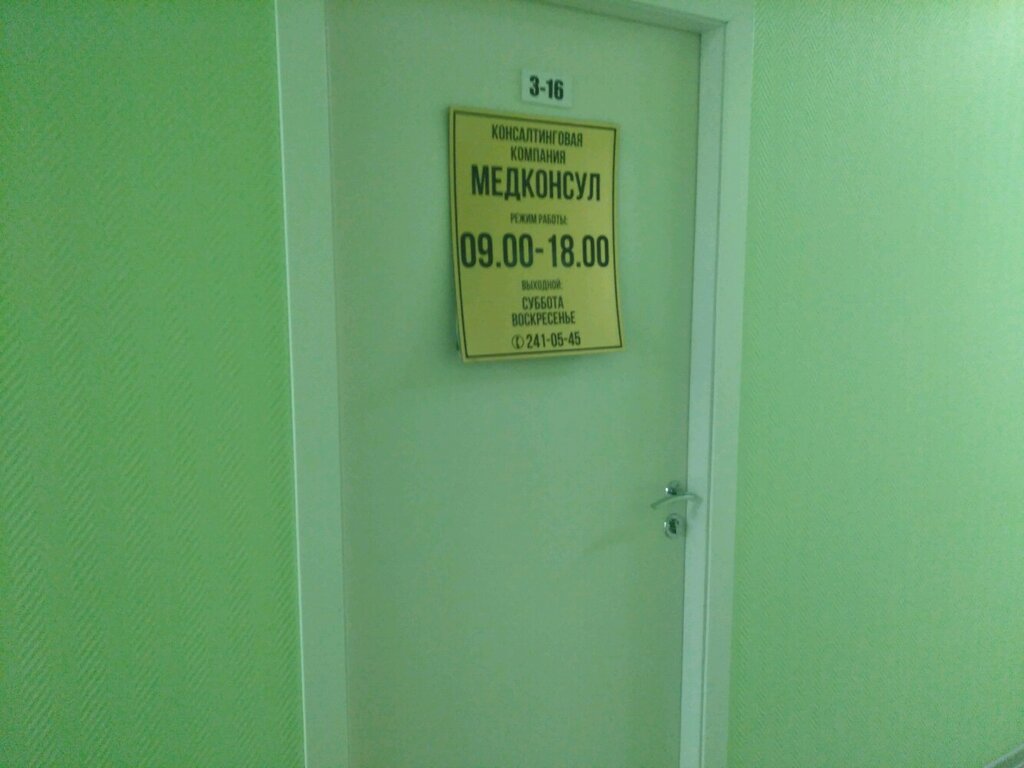 3-16
КОНСАЛТИНГОВАЯ
КОМПАНИЯ
МЕДКОНСУЛ
РЕЖИМ РАБОТЫ:
09.00-18.00
ВЫХОДНОЙ:
СУББОТА
ВОСКРЕСЕНЬЕ
✆ 241-05-45